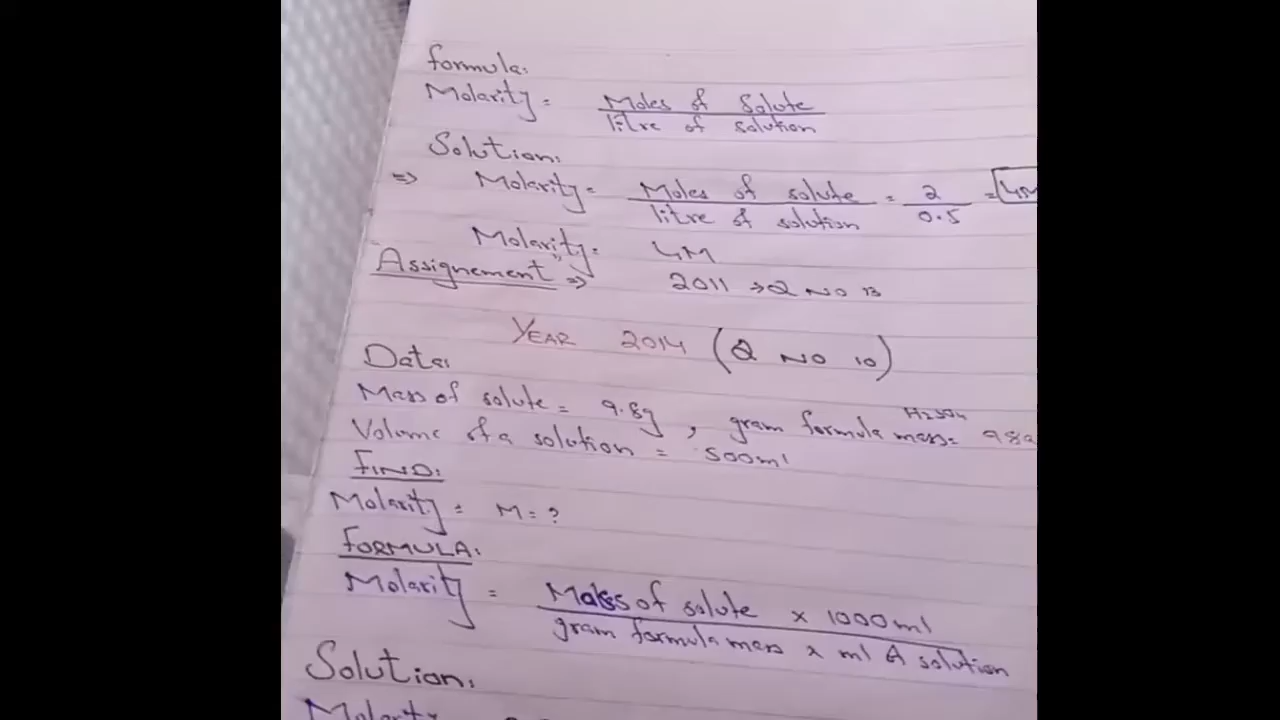 formula:
Molarity = Moles of Solute
litre of solution
Solution:
=> Molarity = Moles of solute = 2 = 4M
litre of solution 0.5
Molarity = 4M
Assignement => 2011 → Q NO 13
YEAR 2014 (Q NO 10)
Data:
Mass of solute = 9.8g, gram formula mass H2SO4 = 98g
Volume of a solution = 500ml
FIND:
Molarity = M = ?
FORMULA:
Molarity = Mass of solute x 1000ml
gram formula mass x ml of solution
Solution:
Molarity